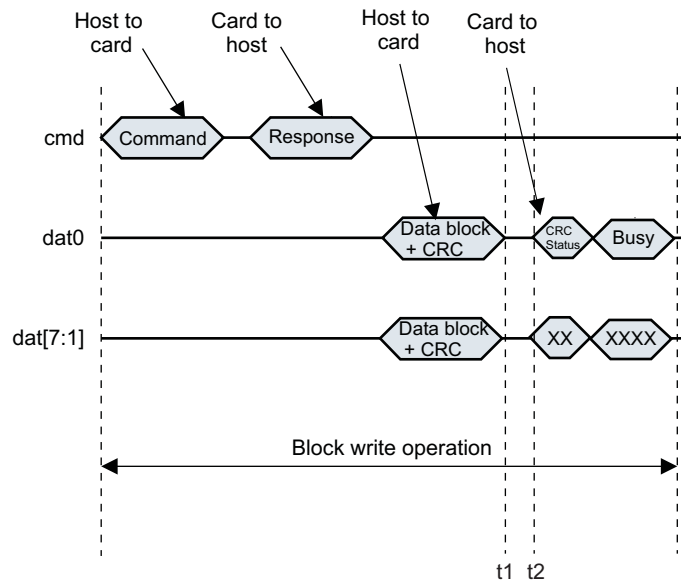 Host to
card
Card to
host
Host to
card
Card to
host
cmd
Command
Response
dat0
Data block
+ CRC
CRC
Status
Busy
dat[7:1]
Data block
+ CRC
XX
XXXX
Block write operation
t1
t2